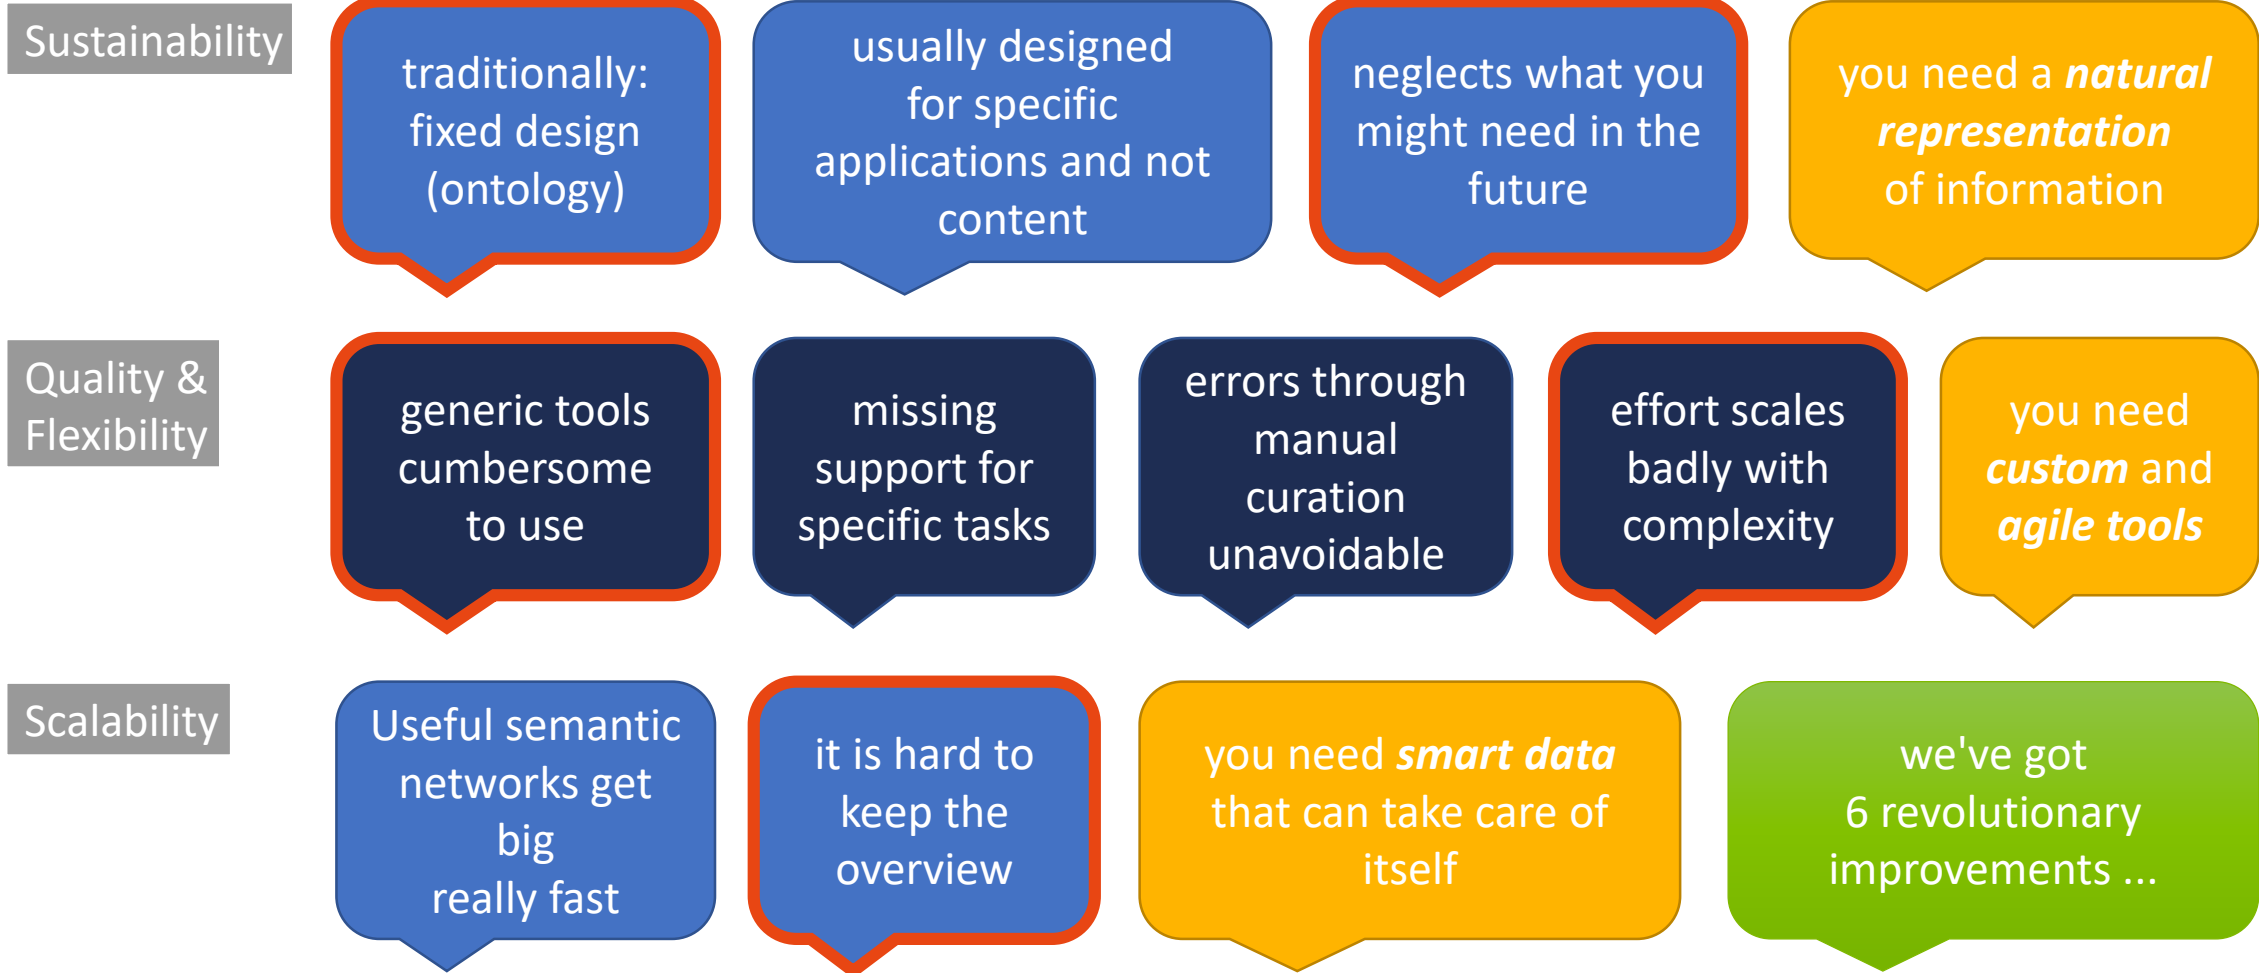 Sustainability
traditionally:
fixed design
(ontology)
usually designed
for specific
applications and not
content
neglects what you
might need in the
future
you need a natural
representation
of information
Quality &
Flexibility
generic tools
cumbersome
to use
missing
support for
specific tasks
errors through
manual
curation
unavoidable
effort scales
badly with
complexity
you need
custom and
agile tools
Scalability
Useful semantic
networks get
big
really fast
it is hard to
keep the
overview
you need smart data
that can take care of
itself
we've got
6 revolutionary
improvements ...